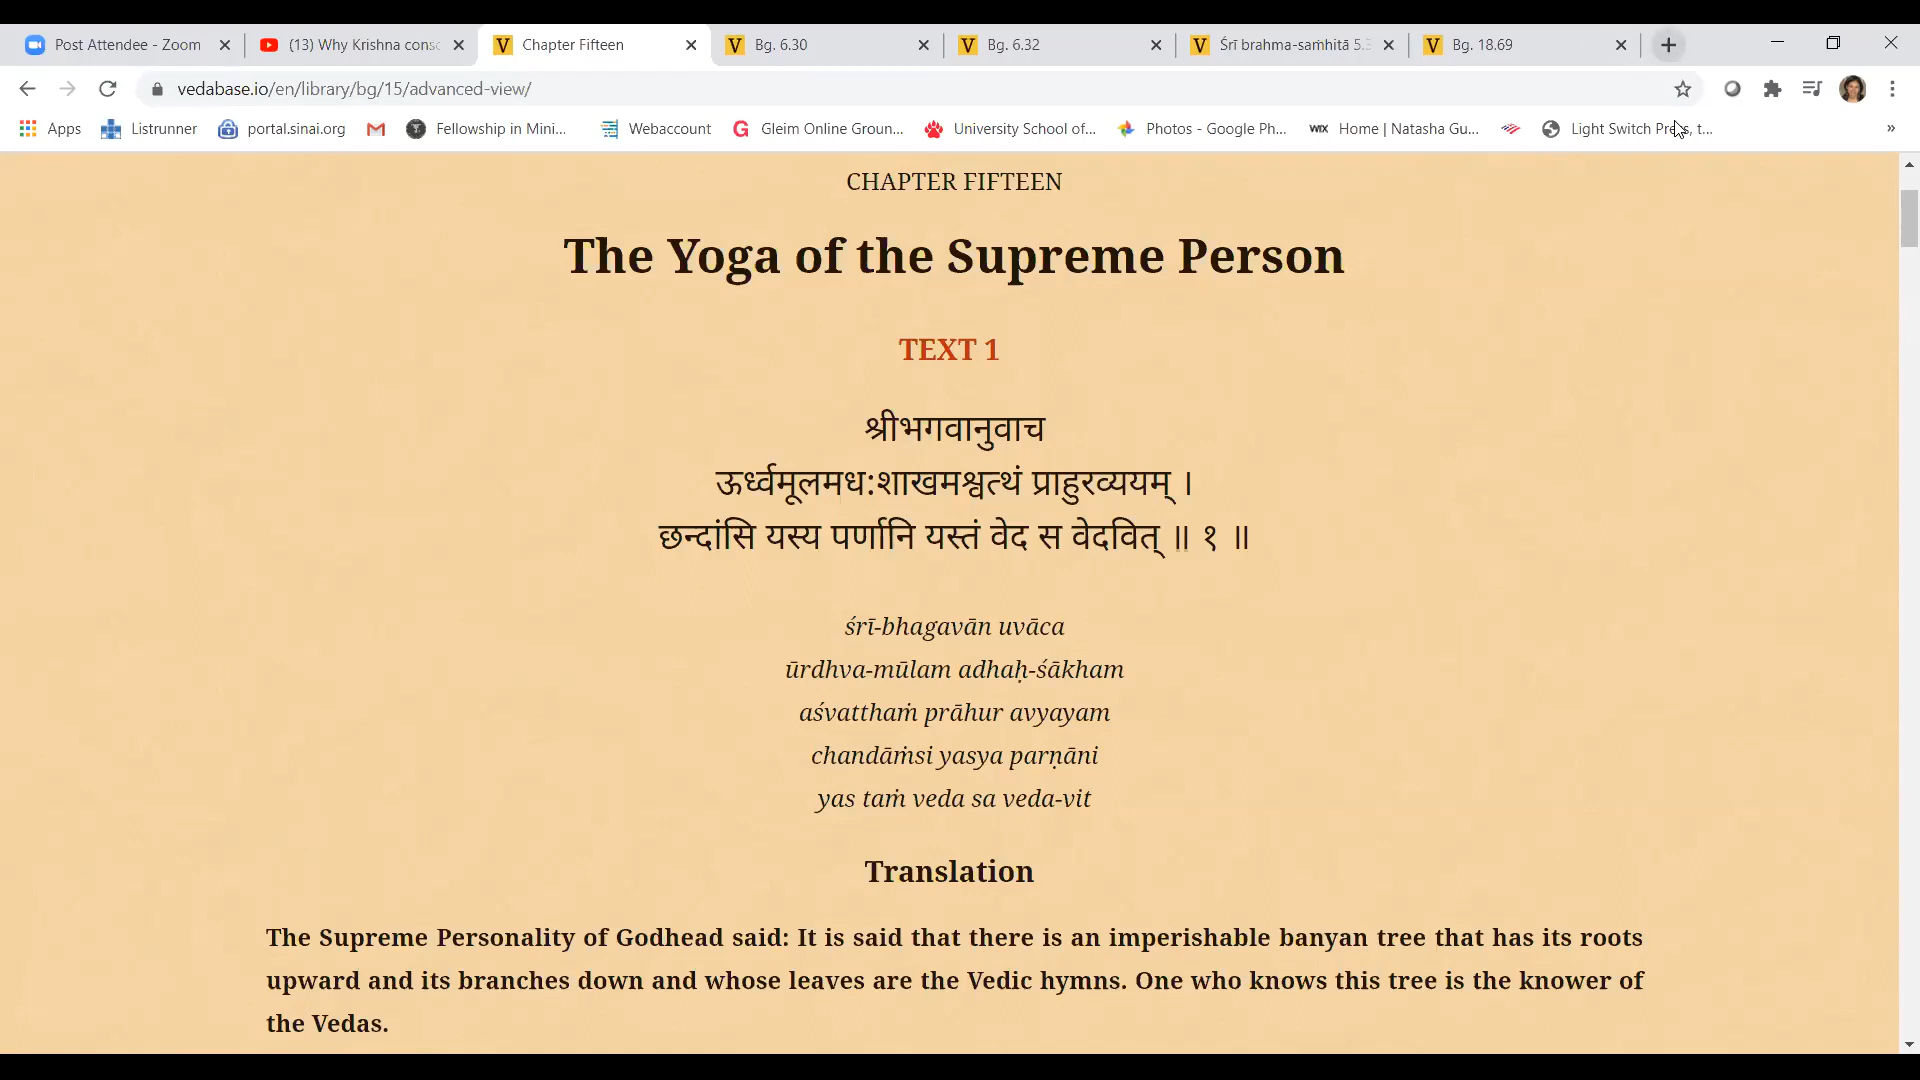 Post Attendee - Zoom
(13) Why Krishna consc
Chapter Fifteen
Bg. 6.30
Bg. 6.32
Śrī brahma-saṁhitā 5.3
Bg. 18.69
vedabase.io/en/library/bg/15/advanced-view/
Apps
Listrunner
portal.sinai.org
Fellowship in Mini...
Webaccount
Gleim Online Groun...
University School of...
Photos - Google Ph...
WIX
Home | Natasha Gu...
Light Switch Press, t...
CHAPTER FIFTEEN
The Yoga of the Supreme Person
TEXT 1
श्रीभगवानुवाच
ऊर्ध्वमूलमध:शाखमश्वत्थं प्राहुरव्ययम् ।
छन्दांसि यस्य पर्णानि यस्तं वेद स वेदवित् ॥ १ ॥
śrī-bhagavān uvāca
ūrdhva-mūlam adhaḥ-śākham
aśvatthaṁ prāhur avyayam
chandāṁsi yasya parṇāni
yas taṁ veda sa veda-vit
Translation
The Supreme Personality of Godhead said: It is said that there is an imperishable banyan tree that has its roots
upward and its branches down and whose leaves are the Vedic hymns. One who knows this tree is the knower of
the Vedas.